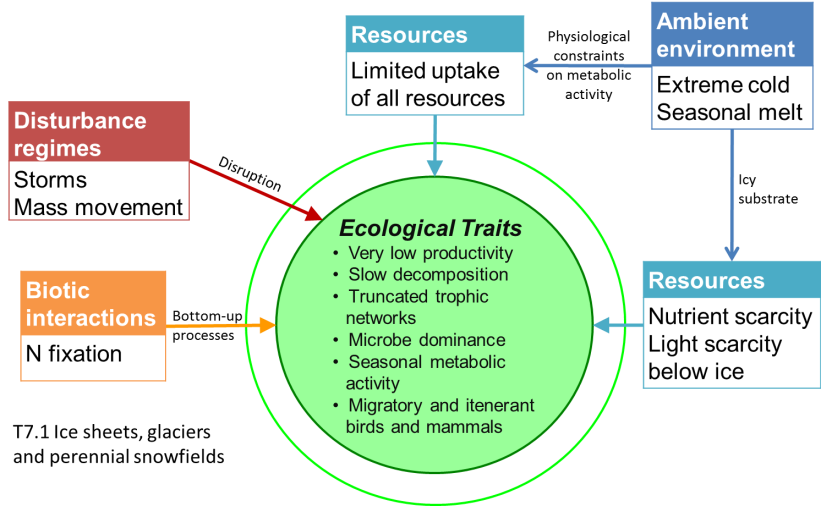 Resources
Limited uptake
of all resources
Physiological
constraints
on metabolic
activity
Ambient
environment
Extreme cold
Seasonal melt
Disturbance
regimes
Storms
Mass movement
Disruption
Icy
substrate
Ecological Traits
• Very low productivity
• Slow decomposition
• Truncated trophic
networks
• Microbe dominance
• Seasonal metabolic
activity
• Migratory and itenerant
birds and mammals
Biotic
interactions
N fixation
Bottom-up
processes
Resources
Nutrient scarcity
Light scarcity
below ice
T7.1 Ice sheets, glaciers
and perennial snowfields